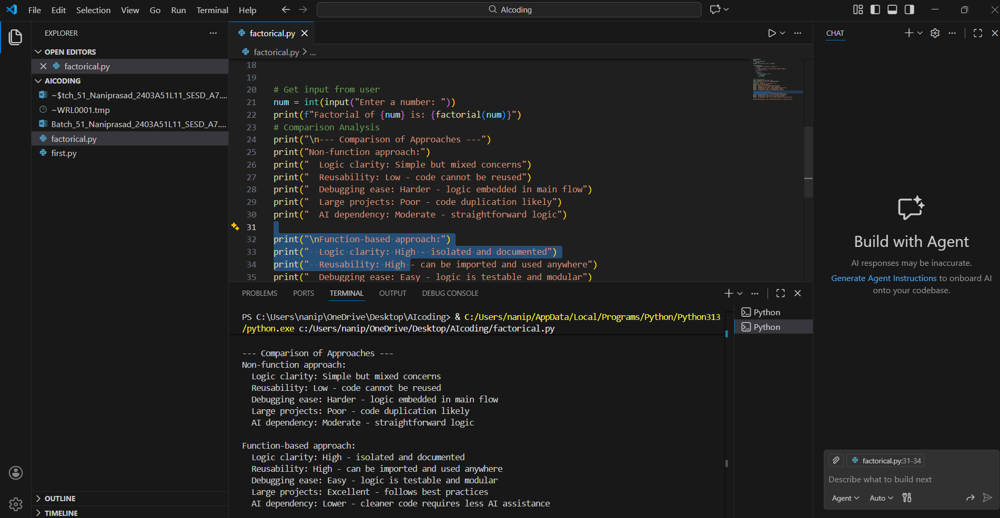 File Edit Selection View Go Run Terminal Help
AIcoding
EXPLORER
OPEN EDITORS
factorical.py
AICODING
~$tch_51_Naniprasad_2403A51L11_SESD_A7....
~WRL0001.tmp
Batch_51_Naniprasad_2403A51L11_SESD_A7....
factorical.py
first.py
OUTLINE
TIMELINE
factorical.py
factorical.py > ...
18
19
20 # Get input from user
21 num = int(input("Enter a number: "))
22 print(f"Factorial of {num} is: {factorial(num)}")
23 # Comparison Analysis
24 print("\n--- Comparison of Approaches ---")
25 print("Non-function approach:")
26 print("  Logic clarity: Simple but mixed concerns")
27 print("  Reusability: Low - code cannot be reused")
28 print("  Debugging ease: Harder - logic embedded in main flow")
29 print("  Large projects: Poor - code duplication likely")
30 print("  AI dependency: Moderate - straightforward logic")
31
32 print("\nFunction-based approach:")
33 print("  Logic clarity: High - isolated and documented")
34 print("  Reusability: High - can be imported and used anywhere")
35 print("  Debugging ease: Easy - logic is testable and modular")
PROBLEMS PORTS TERMINAL OUTPUT DEBUG CONSOLE
PS C:\Users\nanip\OneDrive\Desktop\AIcoding> & C:/Users/nanip/AppData/Local/Programs/Python/Python313
/python.exe c:/Users/nanip/OneDrive/Desktop/AIcoding/factorical.py
--- Comparison of Approaches ---
Non-function approach:
  Logic clarity: Simple but mixed concerns
  Reusability: Low - code cannot be reused
  Debugging ease: Harder - logic embedded in main flow
  Large projects: Poor - code duplication likely
  AI dependency: Moderate - straightforward logic
Function-based approach:
  Logic clarity: High - isolated and documented
  Reusability: High - can be imported and used anywhere
  Debugging ease: Easy - logic is testable and modular
  Large projects: Excellent - follows best practices
  AI dependency: Lower - cleaner code requires less AI assistance
Python
Python
CHAT
Build with Agent
AI responses may be inaccurate.
Generate Agent Instructions to onboard AI
onto your codebase.
factorical.py:31-34
Describe what to build next
Agent Auto